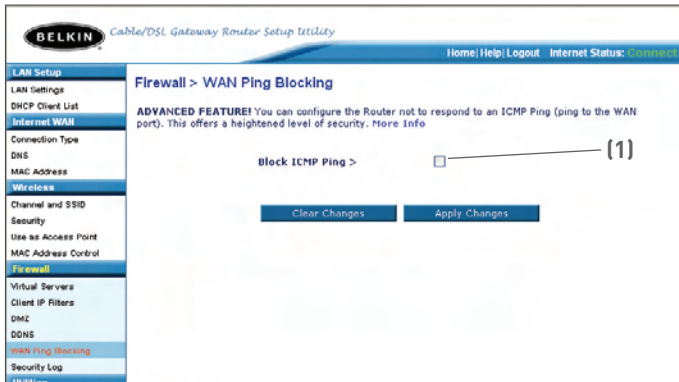 BELKIN Cable/DSL Gateway Router Setup Utility
Home|Help|Logout Internet Status: Connect
LAN Setup
LAN Settings
DHCP Client List
Internet WAN
Connection Type
DNS
MAC Address
Wireless
Channel and SSID
Security
Use as Access Point
MAC Address Control
Firewall
Virtual Servers
Client IP Filters
DMZ
DDNS
WAN Ping Blocking
Security Log
Firewall > WAN Ping Blocking
ADVANCED FEATURE! You can configure the Router not to respond to an ICMP Ping (ping to the WAN
port). This offers a heightened level of security. More Info
Block ICMP Ping >
(1)
Clear Changes Apply Changes